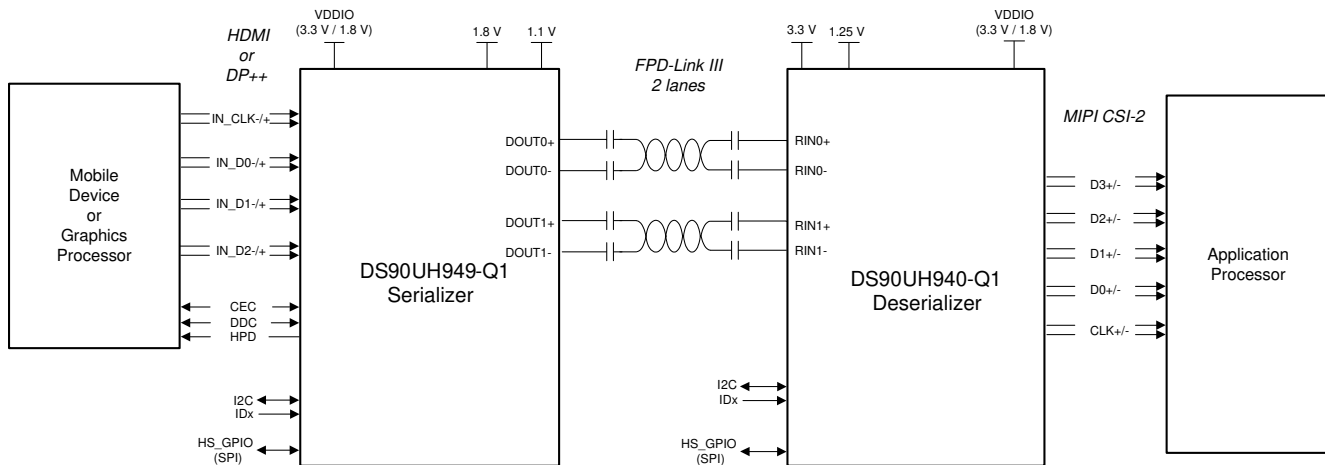 VDDIO
(3.3 V / 1.8 V)
1.8 V
1.1 V
3.3 V
1.25 V
VDDIO
(3.3 V / 1.8 V)
HDMI
or
DP++
FPD-Link III
2 lanes
MIPI CSI-2
Mobile
Device
or
Graphics
Processor
IN_CLK-/+
IN_D0-/+
IN_D1-/+
IN_D2-/+
CEC
DDC
HPD
I2C
IDx
HS_GPIO
(SPI)
DS90UH949-Q1
Serializer
DOUT0+
DOUT0-
DOUT1+
DOUT1-
RIN0+
RIN0-
RIN1+
RIN1-
DS90UH940-Q1
Deserializer
I2C
IDx
HS_GPIO
(SPI)
D3+/-
D2+/-
D1+/-
D0+/-
CLK+/-
Application
Processor